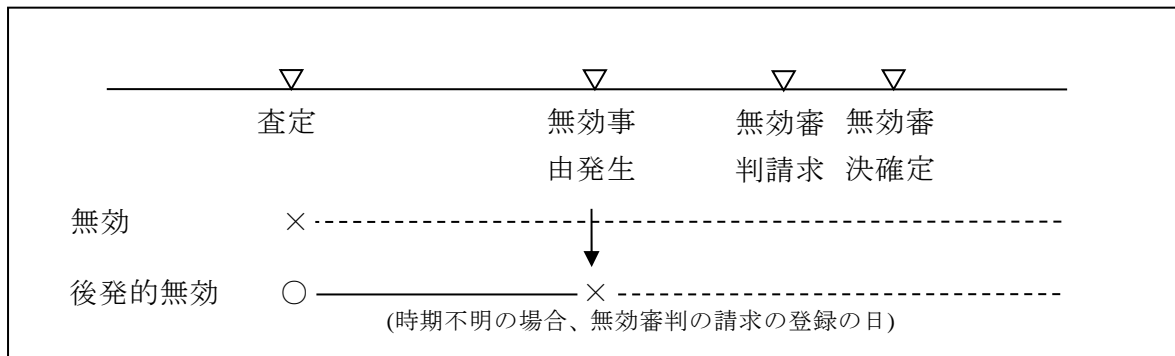 査定 無効事 無効審 無効審
由発生 判請求 決確定
無効 ×
後発的無効 ○ ×
(時期不明の場合、無効審判の請求の登録の日)